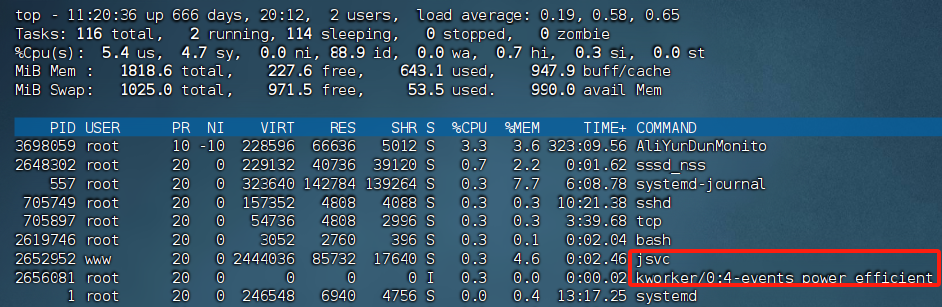 top - 11:20:36 up 666 days, 20:12,  2 users,  load average: 0.19, 0.58, 0.65
Tasks: 116 total,   2 running, 114 sleeping,   0 stopped,   0 zombie
%Cpu(s):  5.4 us,  4.7 sy,  0.0 ni, 88.9 id,  0.0 wa,  0.7 hi,  0.3 si,  0.0 st
MiB Mem :   1818.6 total,    227.6 free,    643.1 used,    947.9 buff/cache
MiB Swap:   1025.0 total,    971.5 free,     53.5 used.    990.0 avail Mem
PID USER      PR  NI    VIRT    RES    SHR S  %CPU  %MEM     TIME+ COMMAND
3698059 root      10 -10  228596  66636   5012 S   3.3   3.6 323:09.56 AliYunDunMonito
2648302 root      20   0  229132  40736  39120 S   0.7   2.2   0:01.62 sssd_nss
557 root      20   0  323640 142784 139264 S   0.3   7.7   6:08.78 systemd-journal
705749 root      20   0  157352   4808   4088 S   0.3   0.3  10:21.38 sshd
705897 root      20   0   54736   4808   2996 S   0.3   0.3   3:39.68 top
2619746 root      20   0    3052   2760    396 S   0.3   0.1   0:02.04 bash
2652952 www       20   0 2444036  85732  17640 S   0.3   4.6   0:02.46 jsvc
2656081 root      20   0       0      0      0 I   0.3   0.0   0:00.02 kworker/0:4-events_power_efficient
1 root      20   0  246548   6940   4756 S   0.0   0.4  13:17.25 systemd